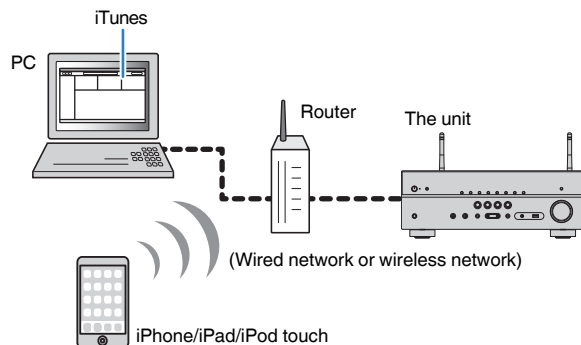 iTunes
PC
Router
The unit
(Wired network or wireless network)
iPhone/iPad/iPod touch